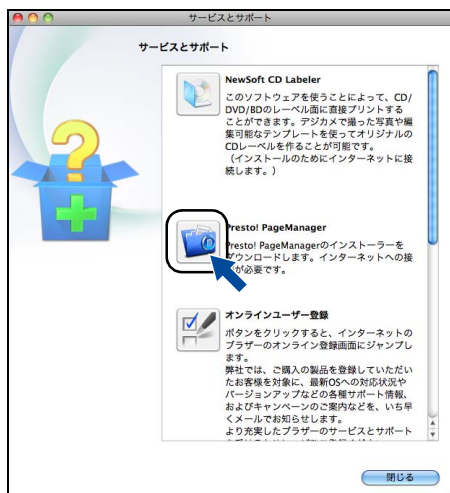 サービスとサポート
サービスとサポート
NewSoft CD Labeler
このソフトウェアを使うことによって、CD/
DVD/BDのレーベル面に直接プリントする
ことができます。デジカメで撮った写真や編
集可能なテンプレートを使ってオリジナルの
CDレーベルを作ることが可能です。
（インストールのためにインターネットに接
続します。）
Presto! PageManager
Presto! PageManagerのインストーラーを
ダウンロードします。インターネットへの接
が必要です。
オンラインユーザー登録
ボタンをクリックすると、インターネットの
ブラザーのオンライン登録画面にジャンプし
ます。
弊社では、ご購入の製品を登録していただい
たお客様を対象に、最新OSへの対応状況や
バージョンアップなどの各種サポート情報、
およびキャンペーンのご案内などを、いち早
くメールでお知らせします。
より充実したブラザーのサービスとサポート
閉じる